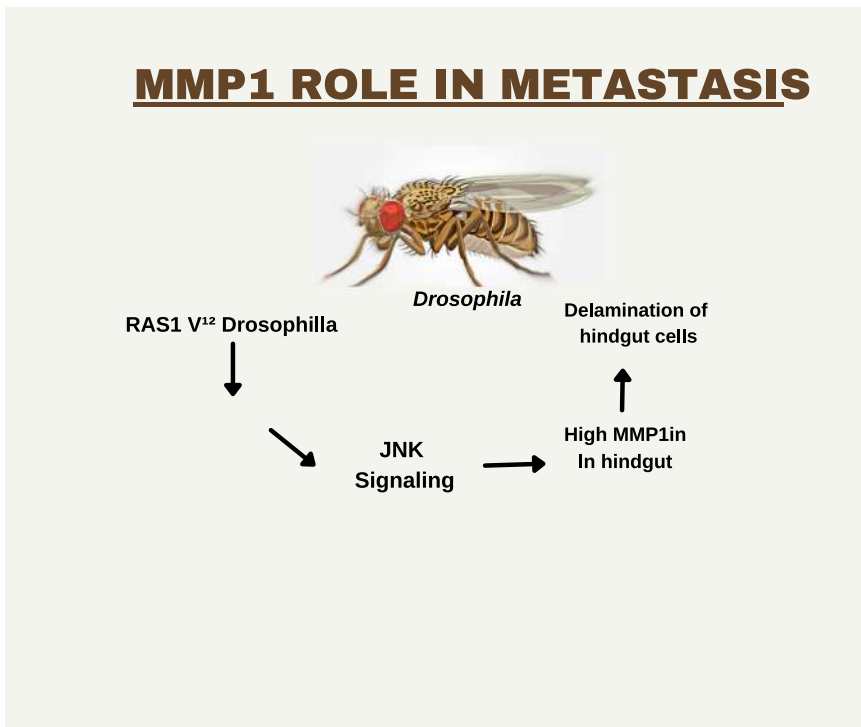 MMP1 ROLE IN METASTASIS
Drosophila
RAS1 V¹² Drosophilla
JNK
Signaling
High MMP1in
In hindgut
Delamination of
hindgut cells